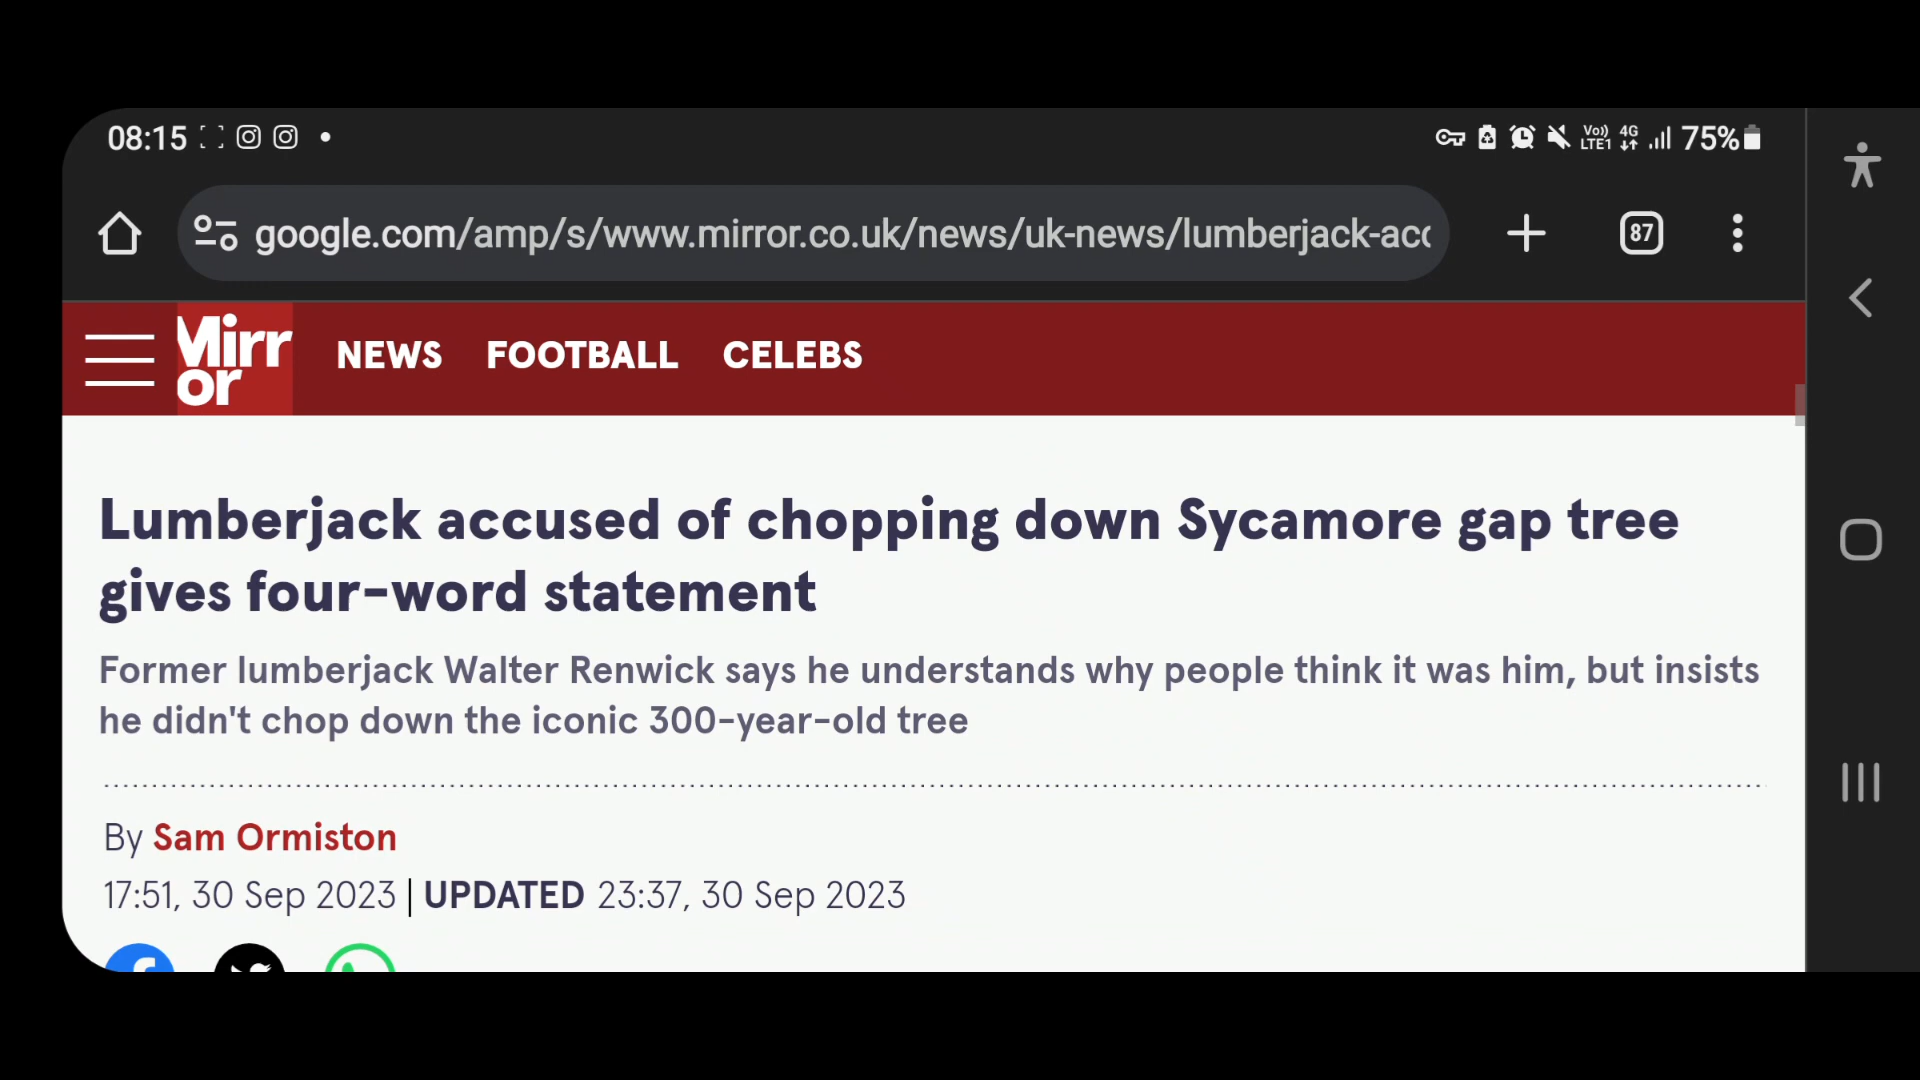 08:15
Vo)) LTE1 4G 75%
google.com/amp/s/www.mirror.co.uk/news/uk-news/lumberjack-acc
87
Mirr
or
NEWS FOOTBALL CELEBS
Lumberjack accused of chopping down Sycamore gap tree
gives four-word statement
Former lumberjack Walter Renwick says he understands why people think it was him, but insists
he didn't chop down the iconic 300-year-old tree
By Sam Ormiston
17:51, 30 Sep 2023 | UPDATED 23:37, 30 Sep 2023